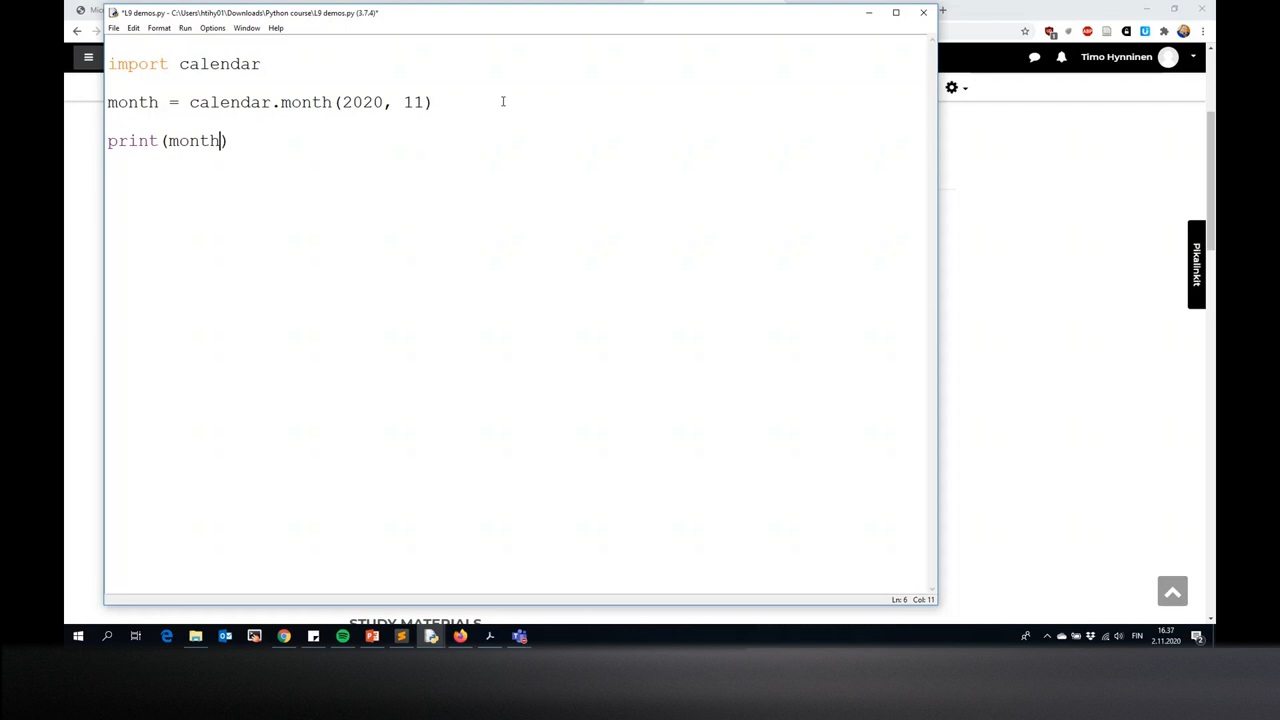 *L9 demos.py - C:\Users\htihy01\Downloads\Python course\L9 demos.py (3.7.4)*
File Edit Format Run Options Window Help
import calendar
month = calendar.month(2020, 11)
print(month)
Ln: 6 Col: 11
Timo Hynninen
Pikalinkit
STUDY MATERIALS
FIN
16.37
2.11.2020